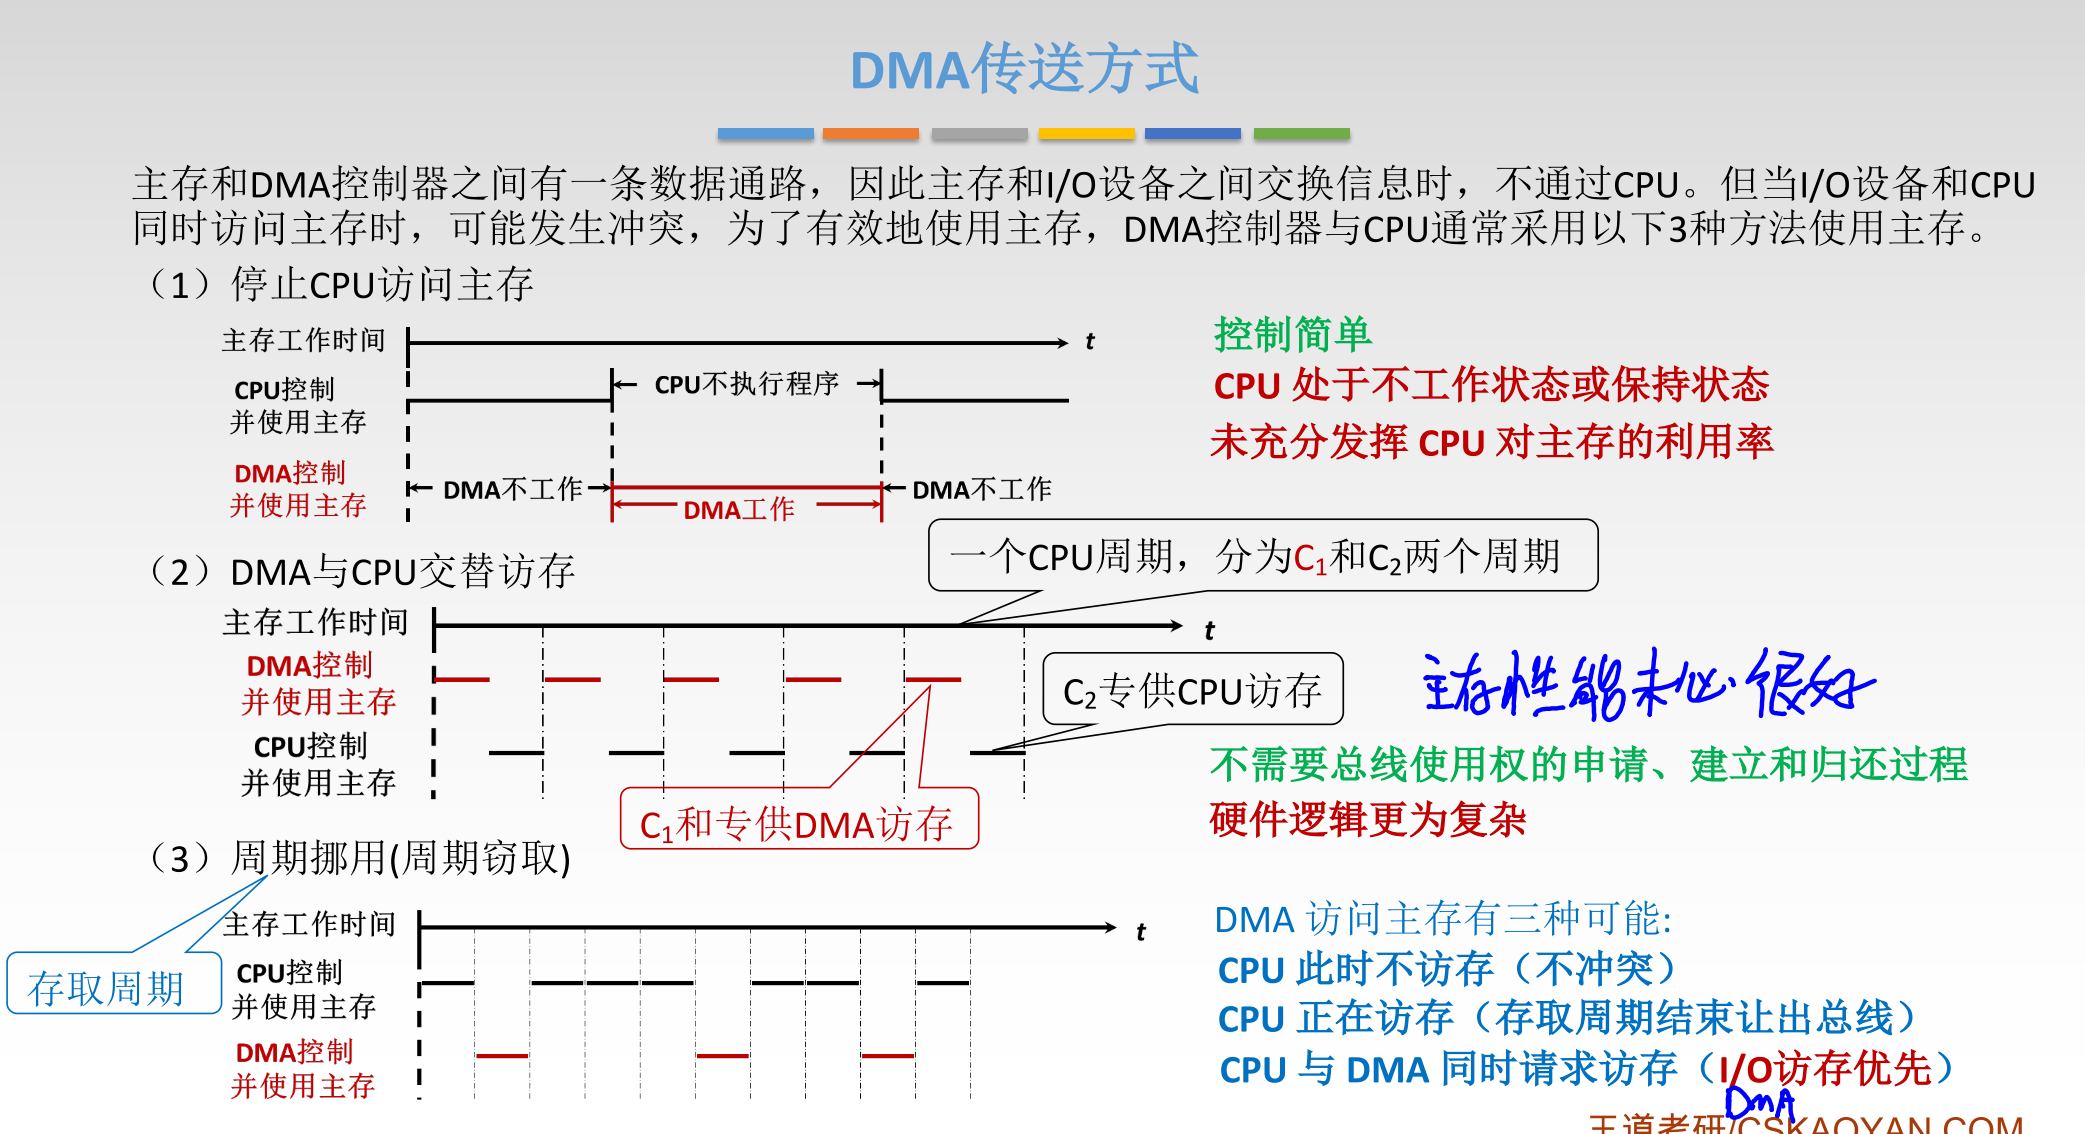 DMA传送方式
主存和DMA控制器之间有一条数据通路，因此主存和I/O设备之间交换信息时，不通过CPU。但当I/O设备和CPU
同时访问主存时，可能发生冲突，为了有效地使用主存，DMA控制器与CPU通常采用以下3种方法使用主存。
（1）停止CPU访问主存
主存工作时间
t
CPU控制
并使用主存
CPU不执行程序
DMA控制
并使用主存
DMA不工作
DMA工作
DMA不工作
控制简单
CPU 处于不工作状态或保持状态
未充分发挥 CPU 对主存的利用率
（2）DMA与CPU交替访存
一个CPU周期，分为C1和C2两个周期
主存工作时间
t
DMA控制
并使用主存
C2专供CPU访存
CPU控制
并使用主存
C1和专供DMA访存
主存性能未必很好
不需要总线使用权的申请、建立和归还过程
硬件逻辑更为复杂
（3）周期挪用(周期窃取)
存取周期
主存工作时间
t
CPU控制
并使用主存
DMA控制
并使用主存
DMA 访问主存有三种可能:
CPU 此时不访存（不冲突）
CPU 正在访存（存取周期结束让出总线）
CPU 与 DMA 同时请求访存（I/O访存优先）
DMA
王道考研/CSKAOYAN.COM